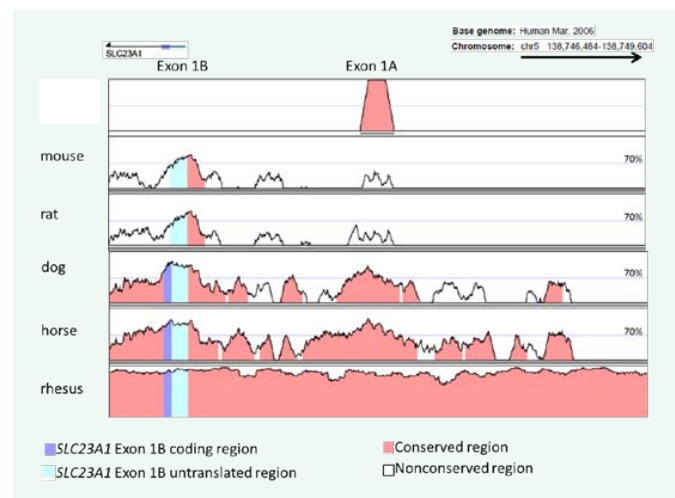 Base genome: Human Mar. 2006
Chromosome: chr5 138,746,484-138,749,604
SLC23A1
Exon 1B Exon 1A
mouse 70%
rat 70%
dog 70%
horse 70%
rhesus
SLC23A1 Exon 1B coding region
Conserved region
SLC23A1 Exon 1B untranslated region
Nonconserved region